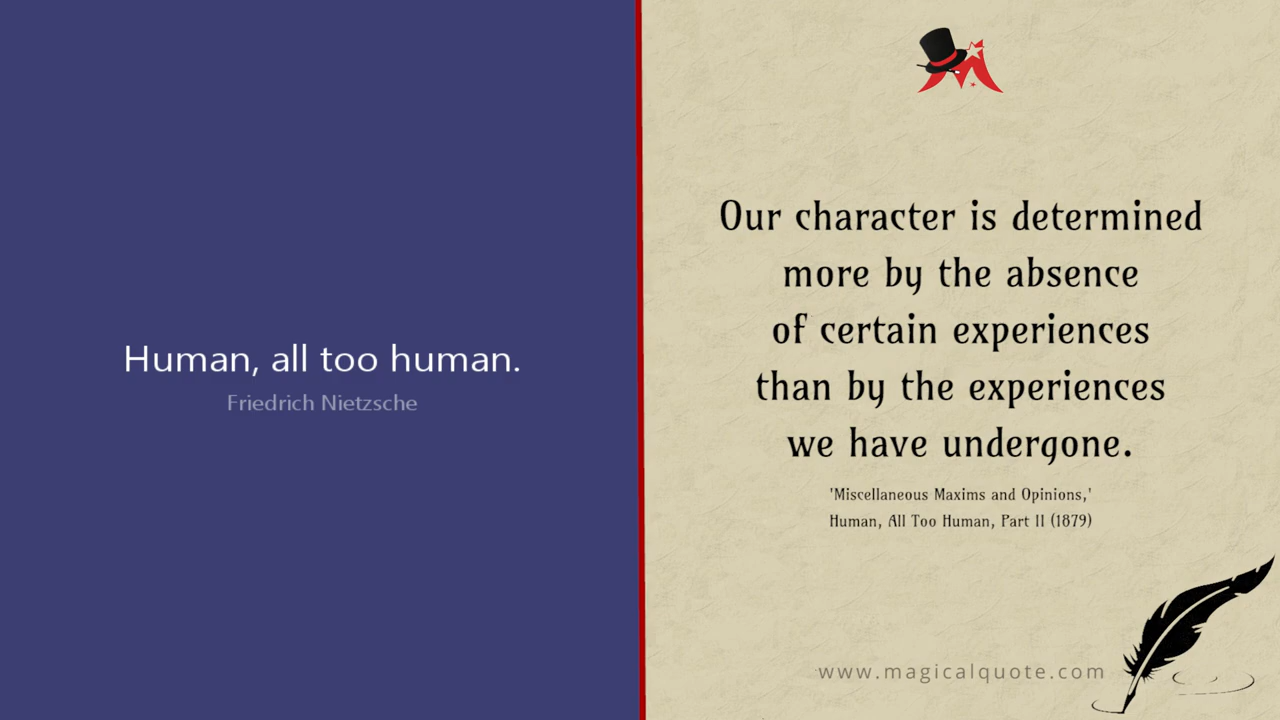 Human, all too human.
Friedrich Nietzsche
Our character is determined
more by the absence
of certain experiences
than by the experiences
we have undergone.
'Miscellaneous Maxims and Opinions,'
Human, All Too Human, Part II (1879)
www.magicalquote.com